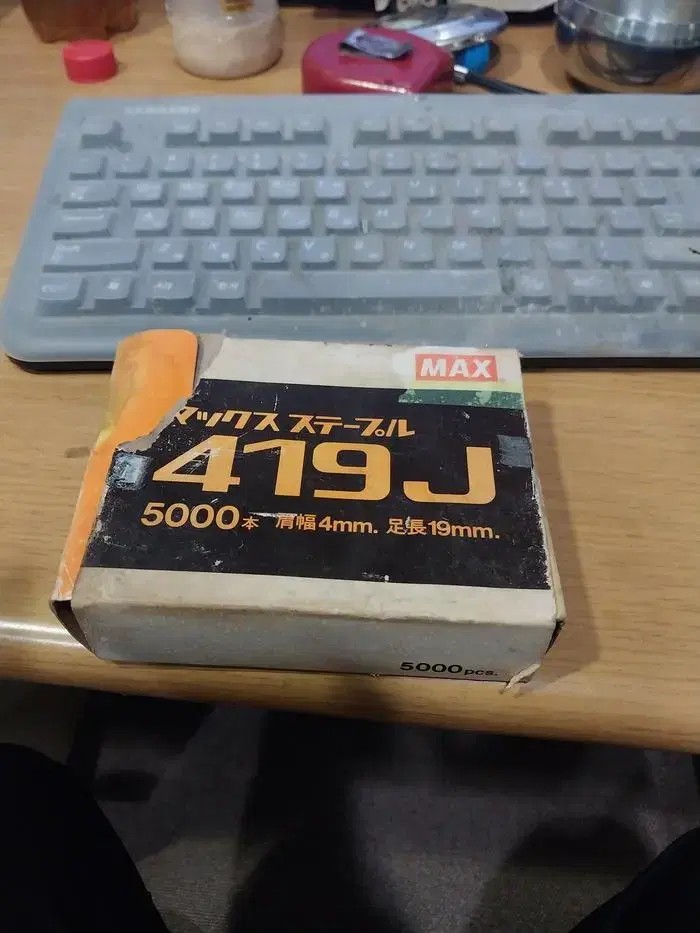 MAX
マックス ステープル
419J
5000本 肩幅4mm. 足長19mm.
5000pcs.